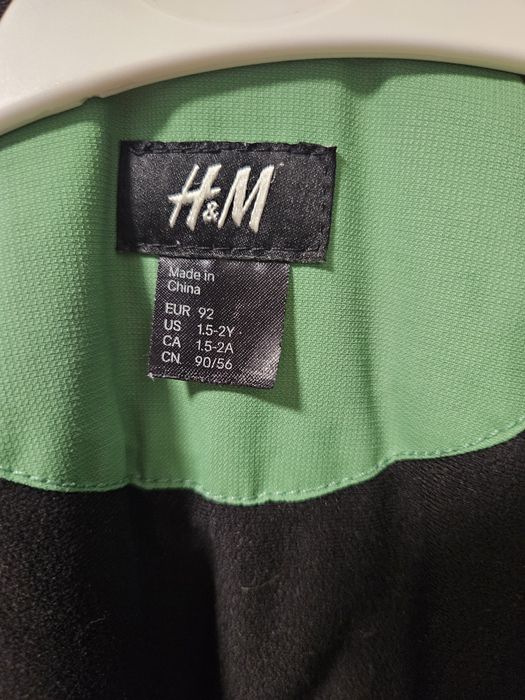 H&M
Made in
China
EUR 92
US 1.5-2Y
CA 1.5-2A
CN 90/56